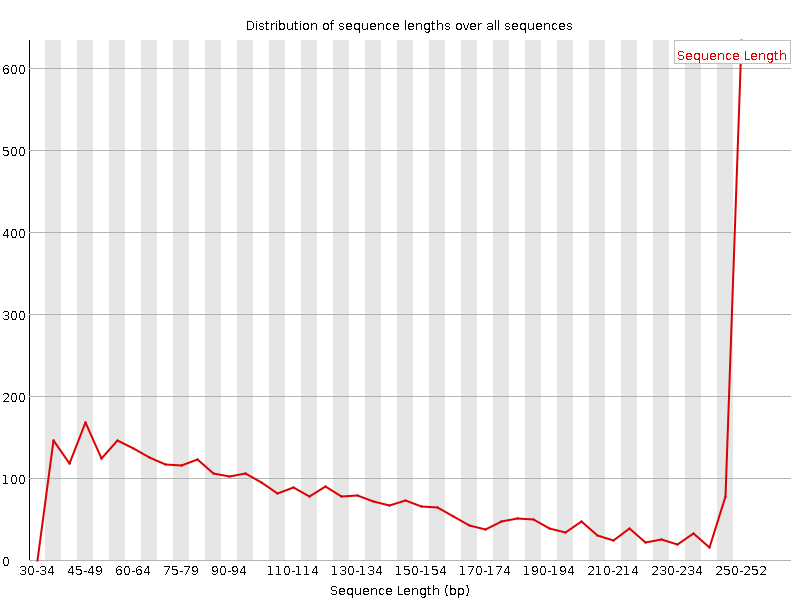 Distribution of sequence lengths over all sequences
Sequence Length
600
500
400
300
200
100
0
30-34 45-49 60-64 75-79 90-94 110-114 130-134 150-154 170-174 190-194 210-214 230-234 250-252
Sequence Length (bp)